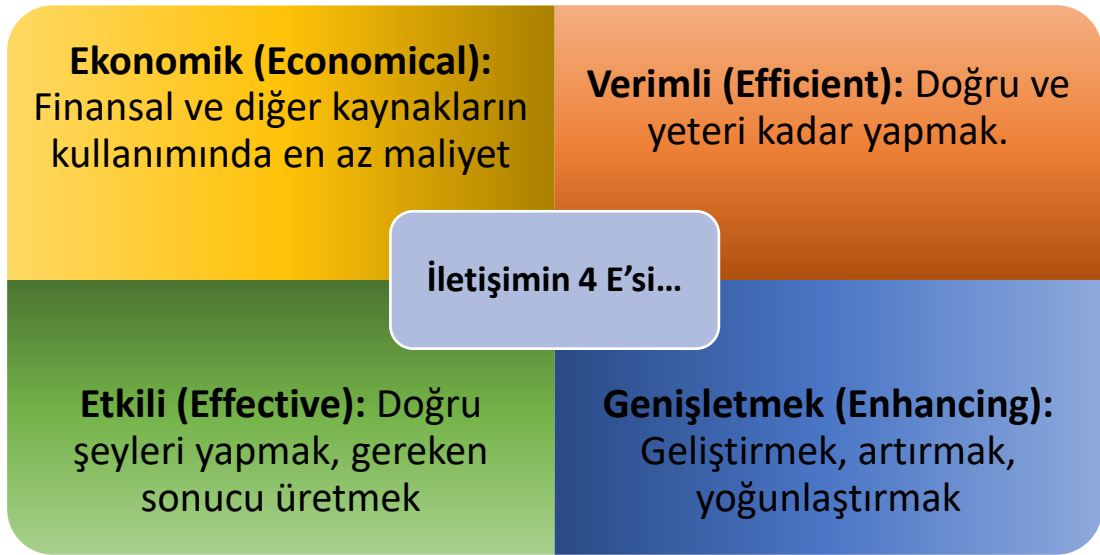 Ekonomik (Economical):
Finansal ve diğer kaynakların
kullanımında en az maliyet
Verimli (Efficient): Doğru ve
yeteri kadar yapmak.
İletişimin 4 E’si…
Etkili (Effective): Doğru
şeyleri yapmak, gereken
sonucu üretmek
Genişletmek (Enhancing):
Geliştirmek, artırmak,
yoğunlaştırmak